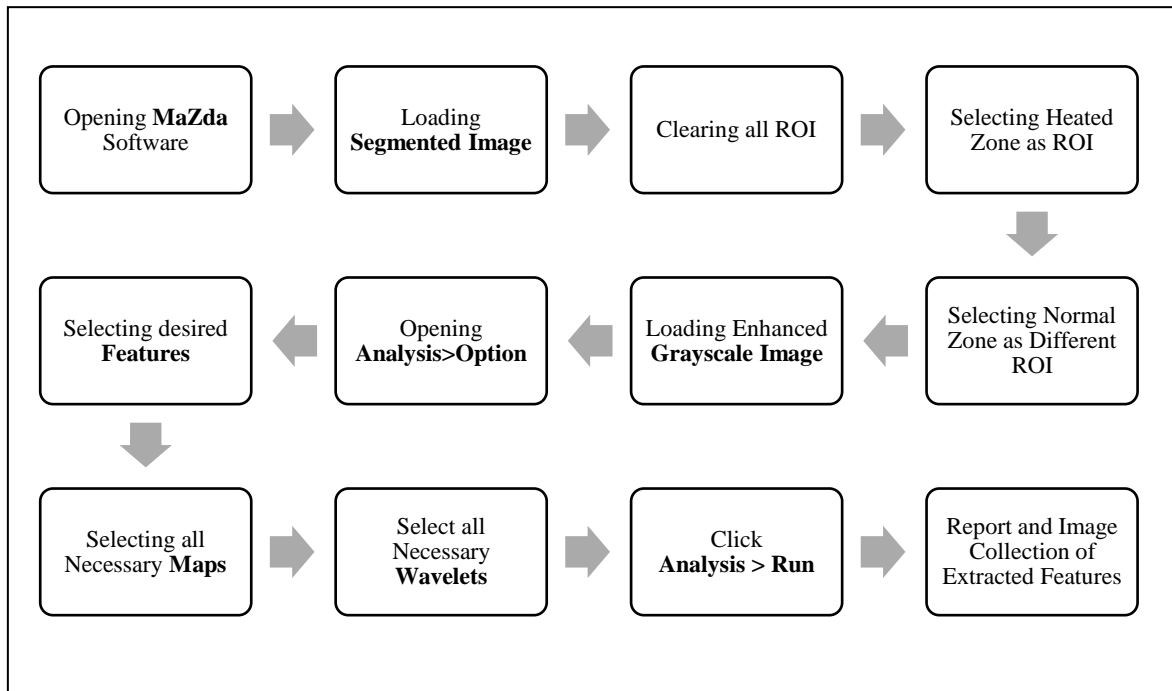 Opening MaZda
Software
Loading
Segmented Image
Clearing all ROI
Selecting Heated
Zone as ROI
Selecting Normal
Zone as Different
ROI
Loading Enhanced
Grayscale Image
Opening
Analysis>Option
Selecting desired
Features
Selecting all
Necessary Maps
Select all
Necessary
Wavelets
Click
Analysis > Run
Report and Image
Collection of
Extracted Features